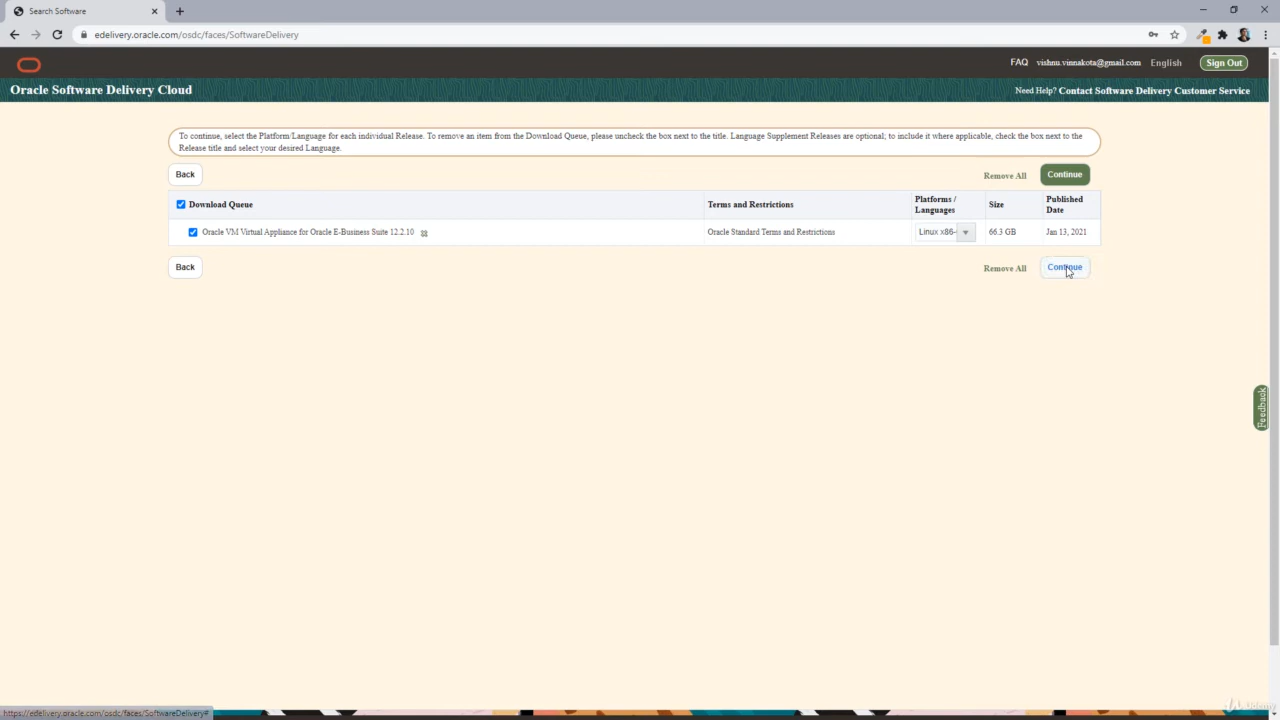 Search Software
edelivery.oracle.com/osdc/faces/SoftwareDelivery
FAQ vishnu.vinnakota@gmail.com English Sign Out
Oracle Software Delivery Cloud
Need Help? Contact Software Delivery Customer Service
To continue, select the Platform/Language for each individual Release. To remove an item from the Download Queue, please uncheck the box next to the title. Language Supplement Releases are optional; to include it where applicable, check the box next to the
Release title and select your desired Language.
Back
Remove All Continue
Download Queue
Terms and Restrictions
Platforms /
Languages
Size
Published
Date
Oracle VM Virtual Appliance for Oracle E-Business Suite 12.2.10
Oracle Standard Terms and Restrictions
Linux x86-
66.3 GB
Jan 13, 2021
Back
Remove All Continue
Feedback
https://edelivery.oracle.com/osdc/faces/SoftwareDelivery#
Udemy